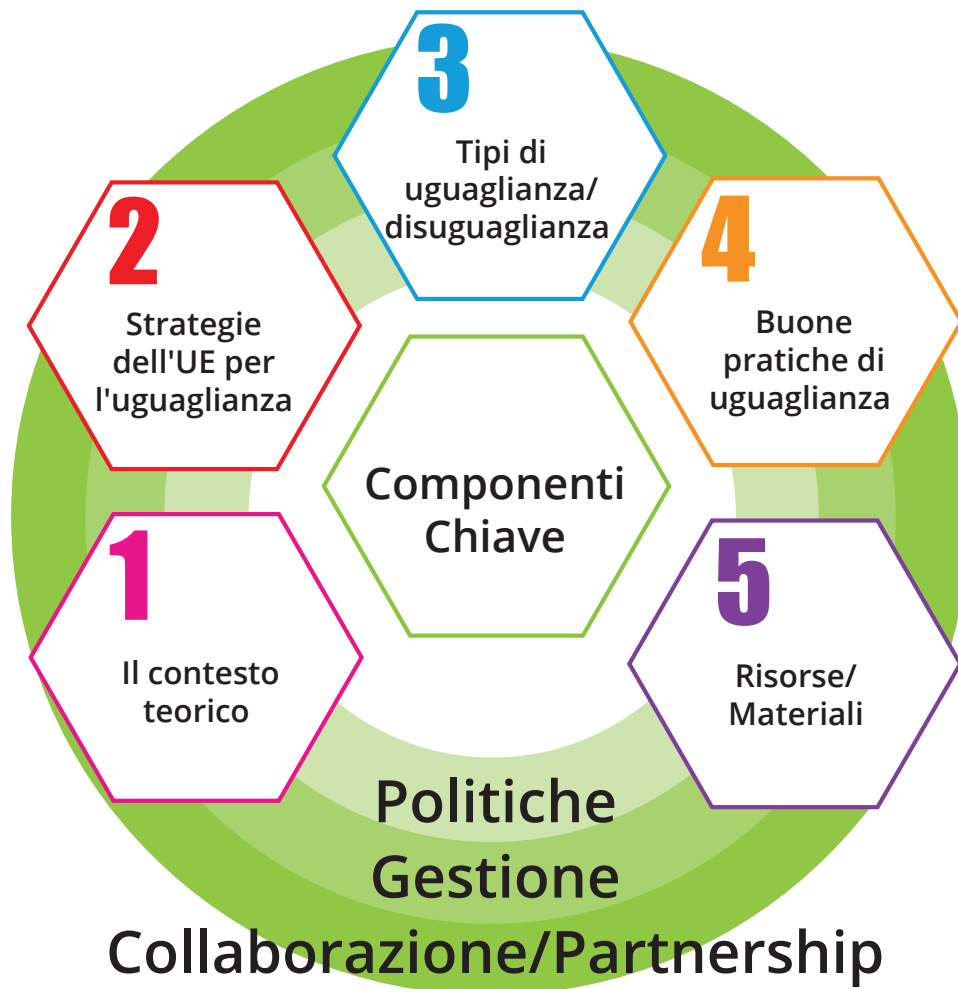 3
Tipi di
uguaglianza/
disuguaglianza
2
Strategie
dell'UE per
l'uguaglianza
4
Buone
pratiche di
uguaglianza
Componenti
Chiave
1
Il contesto
teorico
5
Risorse/
Materiali
Politiche
Gestione
Collaborazione/Partnership